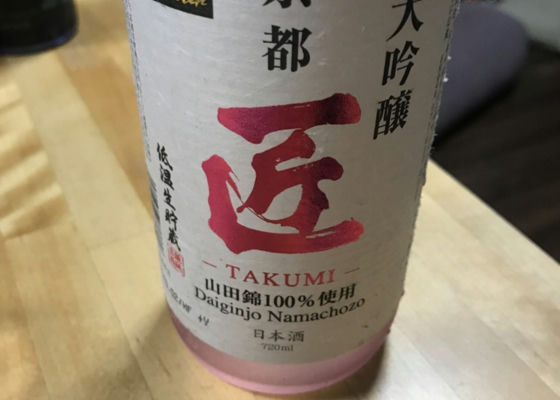 京都
大吟醸
匠
低温生貯蔵
TAKUMI
山田錦100%使用
Daiginjo Namachozo
日本酒
720ml